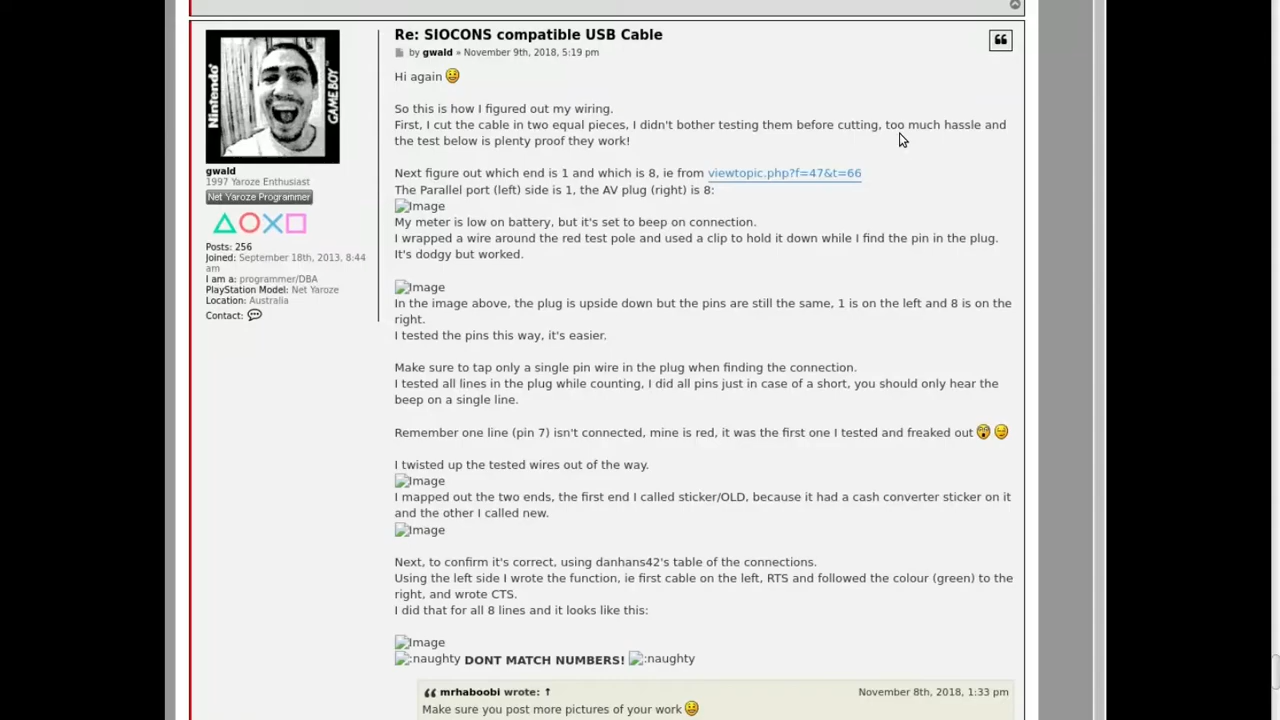 Re: SIOCONS compatible USB Cable
by gwald » November 9th, 2018, 5:19 pm
Nintendo
GAME BOY
gwald
1997 Yaroze Enthusiast
Net Yaroze Programmer
Posts: 256
Joined: September 18th, 2013, 8:44
am
I am a: programmer/DBA
PlayStation Model: Net Yaroze
Location: Australia
Contact:
Hi again
So this is how I figured out my wiring.
First, I cut the cable in two equal pieces, I didn't bother testing them before cutting, too much hassle and
the test below is plenty proof they work!
Next figure out which end is 1 and which is 8, ie from viewtopic.php?f=47&t=66
The Parallel port (left) side is 1, the AV plug (right) is 8:
Image
My meter is low on battery, but it's set to beep on connection.
I wrapped a wire around the red test pole and used a clip to hold it down while I find the pin in the plug.
It's dodgy but worked.
Image
In the image above, the plug is upside down but the pins are still the same, 1 is on the left and 8 is on the
right.
I tested the pins this way, it's easier.
Make sure to tap only a single pin wire in the plug when finding the connection.
I tested all lines in the plug while counting, I did all pins just in case of a short, you should only hear the
beep on a single line.
Remember one line (pin 7) isn't connected, mine is red, it was the first one I tested and freaked out
I twisted up the tested wires out of the way.
Image
I mapped out the two ends, the first end I called sticker/OLD, because it had a cash converter sticker on it
and the other I called new.
Image
Next, to confirm it's correct, using danhans42's table of the connections.
Using the left side I wrote the function, ie first cable on the left, RTS and followed the colour (green) to the
right, and wrote CTS.
I did that for all 8 lines and it looks like this:
Image
:naughty DONT MATCH NUMBERS! :naughty
mrhaboobi wrote: ↑ November 8th, 2018, 1:33 pm
Make sure you post more pictures of your work